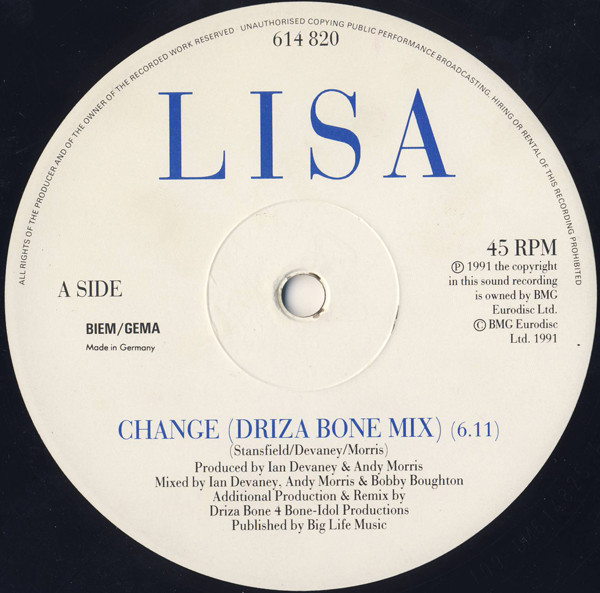 ALL RIGHTS OF THE PRODUCER AND OF THE OWNER OF THE RECORDED WORK RESERVED · UNAUTHORISED COPYING PUBLIC PERFORMANCE BROADCASTING, HIRING OR RENTAL OF THIS RECORDING PROHIBITED
614 820
LISA
45 RPM
℗ 1991 the copyright
in this sound recording
is owned by BMG
Eurodisc Ltd.
© BMG Eurodisc
Ltd. 1991
A SIDE
BIEM/GEMA
Made in Germany
CHANGE (DRIZA BONE MIX) (6.11)
(Stansfield/Devaney/Morris)
Produced by Ian Devaney & Andy Morris
Mixed by Ian Devaney, Andy Morris & Bobby Boughton
Additional Production & Remix by
Driza Bone 4 Bone-Idol Productions
Published by Big Life Music